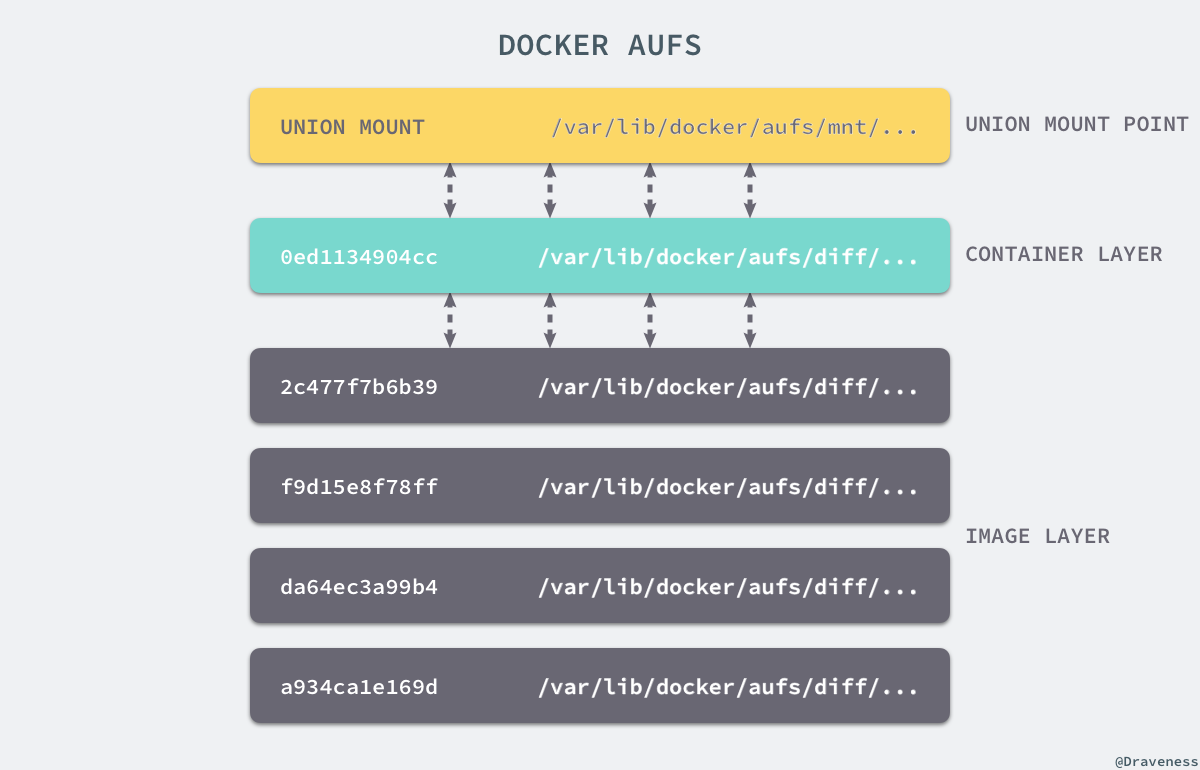 DOCKER AUFS
UNION MOUNT /var/lib/docker/aufs/mnt/... UNION MOUNT POINT
0ed1134904cc /var/lib/docker/aufs/diff/... CONTAINER LAYER
2c477f7b6b39 /var/lib/docker/aufs/diff/...
f9d15e8f78ff /var/lib/docker/aufs/diff/...
IMAGE LAYER
da64ec3a99b4 /var/lib/docker/aufs/diff/...
a934ca1e169d /var/lib/docker/aufs/diff/...
@Draveness